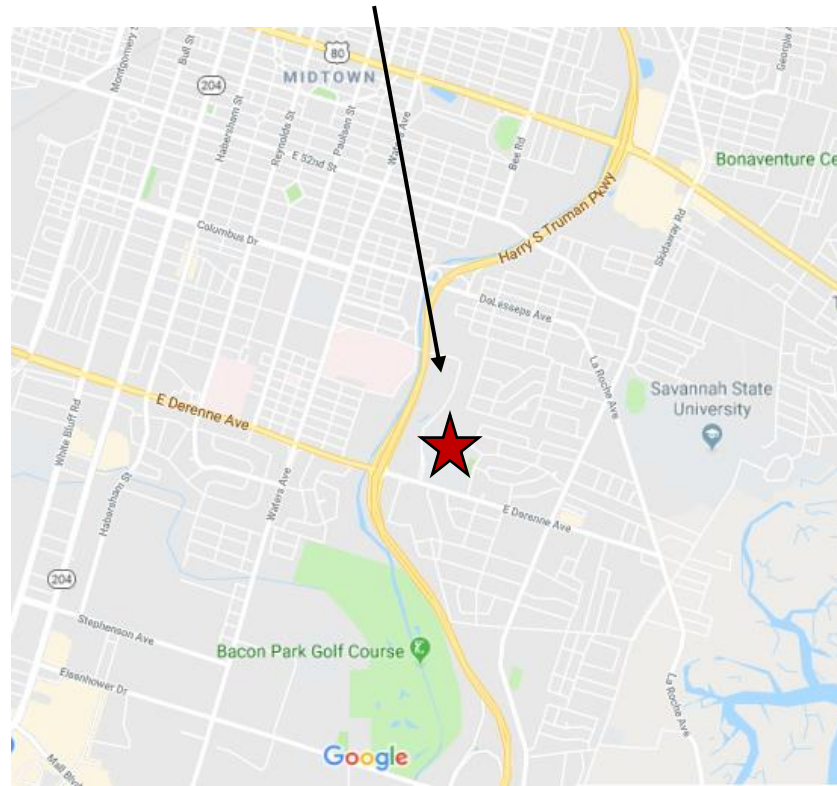 Montgomery
Bull St
80
Georgia A
MIDTOWN
204
Habersham St
Reynolds St
Paulson St
Waters Ave
E 52nd St
Bee Rd
Bonaventure Ce
Harry S Truman Pkwy
Skidaway Rd
Columbus Dr
DeLesseps Ave
La Roche Ave
Savannah State
University
White Bluff Rd
E Derenne Ave
Habersham St
Waters Ave
E Derenne Ave
204
Stephenson Ave
Bacon Park Golf Course
Eisenhower Dr
La Roche Ave
Google
Mall Blv